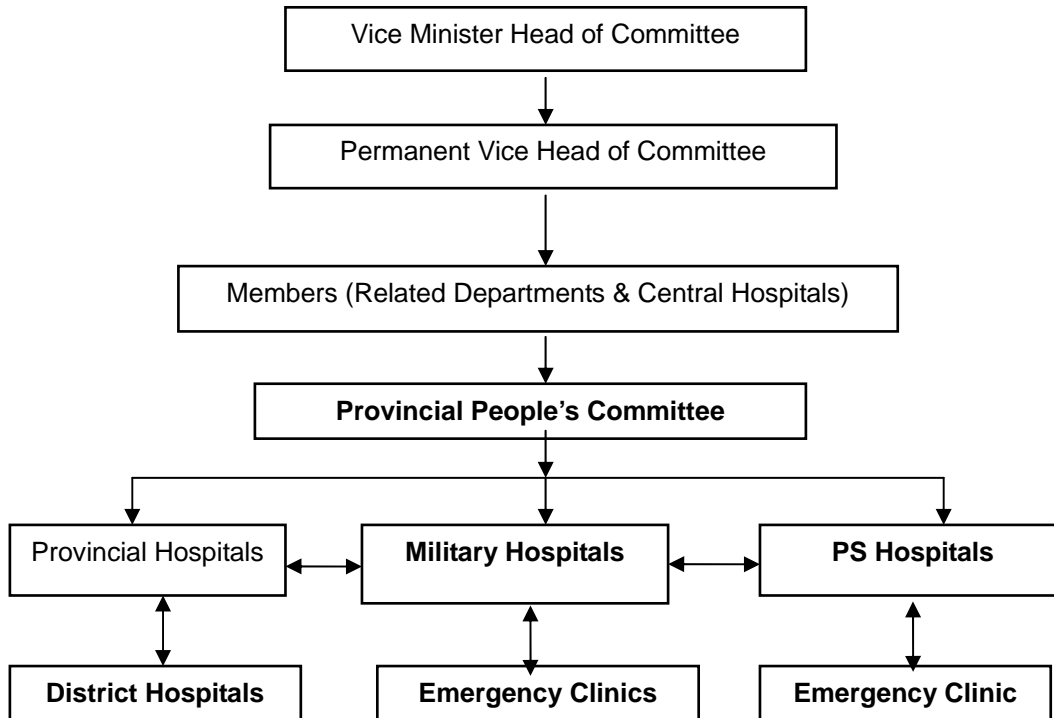 Vice Minister Head of Committee
Permanent Vice Head of Committee
Members (Related Departments & Central Hospitals)
Provincial People’s Committee
Provincial Hospitals
Military Hospitals
PS Hospitals
District Hospitals
Emergency Clinics
Emergency Clinic